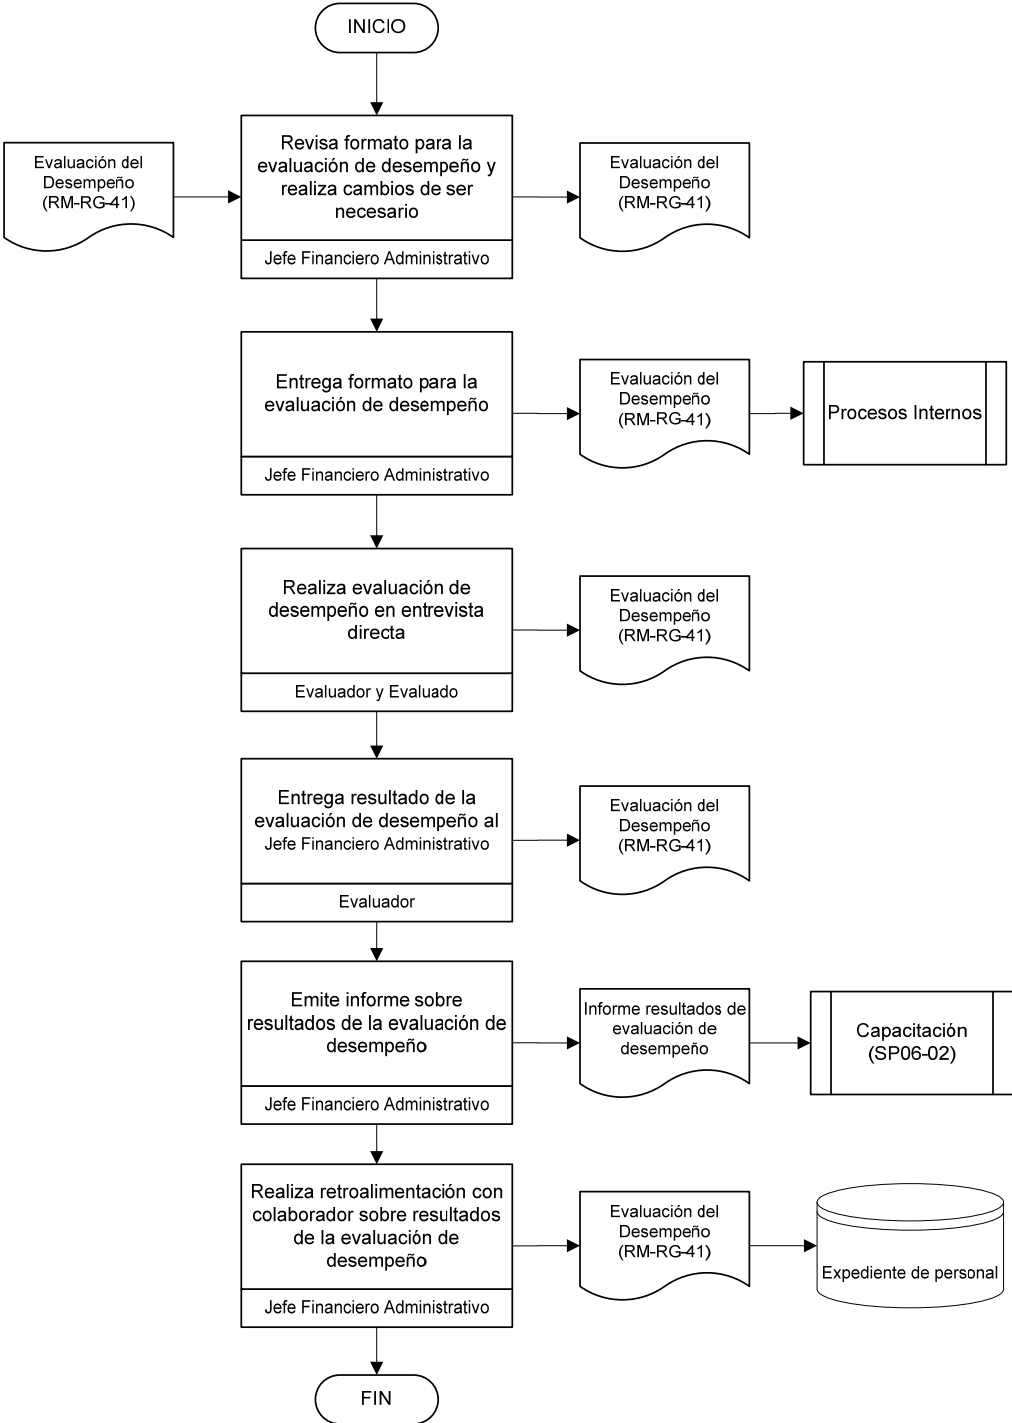 INICIO
Evaluación del
Desempeño
(RM-RG-41)
Revisa formato para la
evaluación de desempeño y
realiza cambios de ser
necesario
Jefe Financiero Administrativo
Evaluación del
Desempeño
(RM-RG-41)
Entrega formato para la
evaluación de desempeño
Jefe Financiero Administrativo
Evaluación del
Desempeño
(RM-RG-41)
Procesos Internos
Realiza evaluación de
desempeño en entrevista
directa
Evaluador y Evaluado
Evaluación del
Desempeño
(RM-RG-41)
Entrega resultado de la
evaluación de desempeño al
Jefe Financiero Administrativo
Evaluador
Evaluación del
Desempeño
(RM-RG-41)
Emite informe sobre
resultados de la evaluación de
desempeño
Jefe Financiero Administrativo
Informe resultados de
evaluación de
desempeño
Capacitación
(SP06-02)
Realiza retroalimentación con
colaborador sobre resultados
de la evaluación de
desempeño
Jefe Financiero Administrativo
Evaluación del
Desempeño
(RM-RG-41)
Expediente de personal
FIN